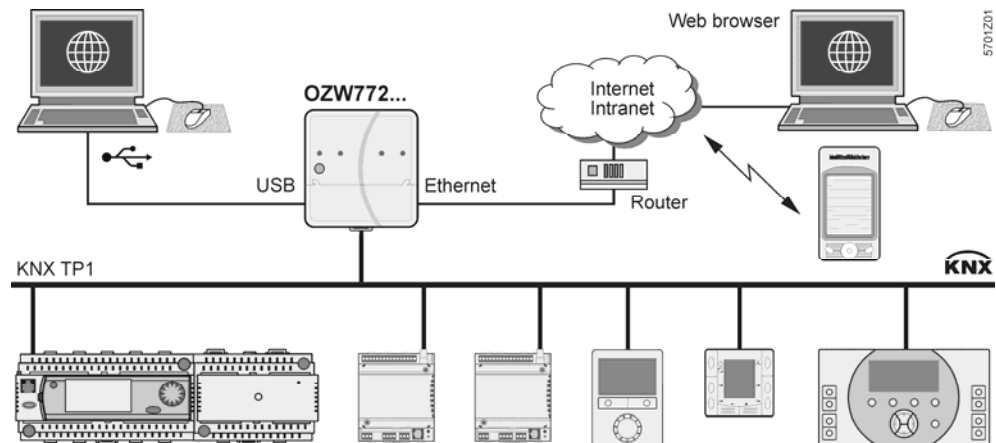 Web browser
5701Z01
OZW772...
Internet
Intranet
USB
Ethernet
Router
KNX TP1
KNX